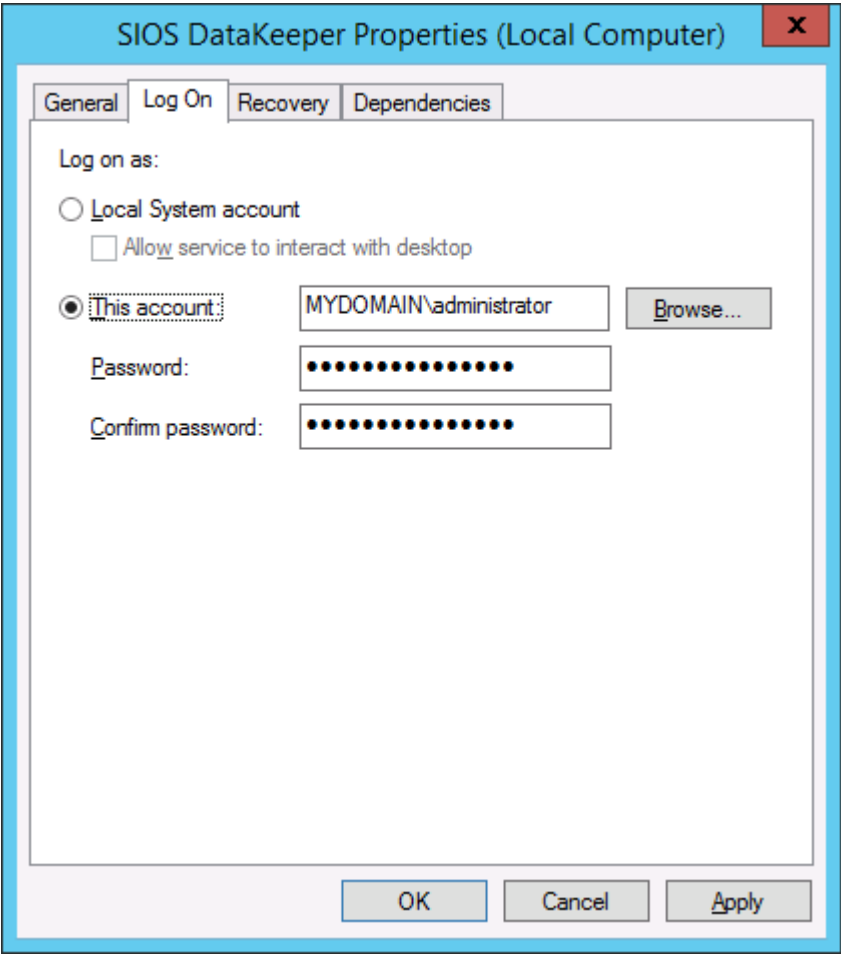 SIOS DataKeeper Properties (Local Computer) x
General Log On Recovery Dependencies
Log on as:
Local System account
Allow service to interact with desktop
This account: MYDOMAIN\administrator Browse...
Password: •••••••••••••••
Confirm password: •••••••••••••••
OK Cancel Apply